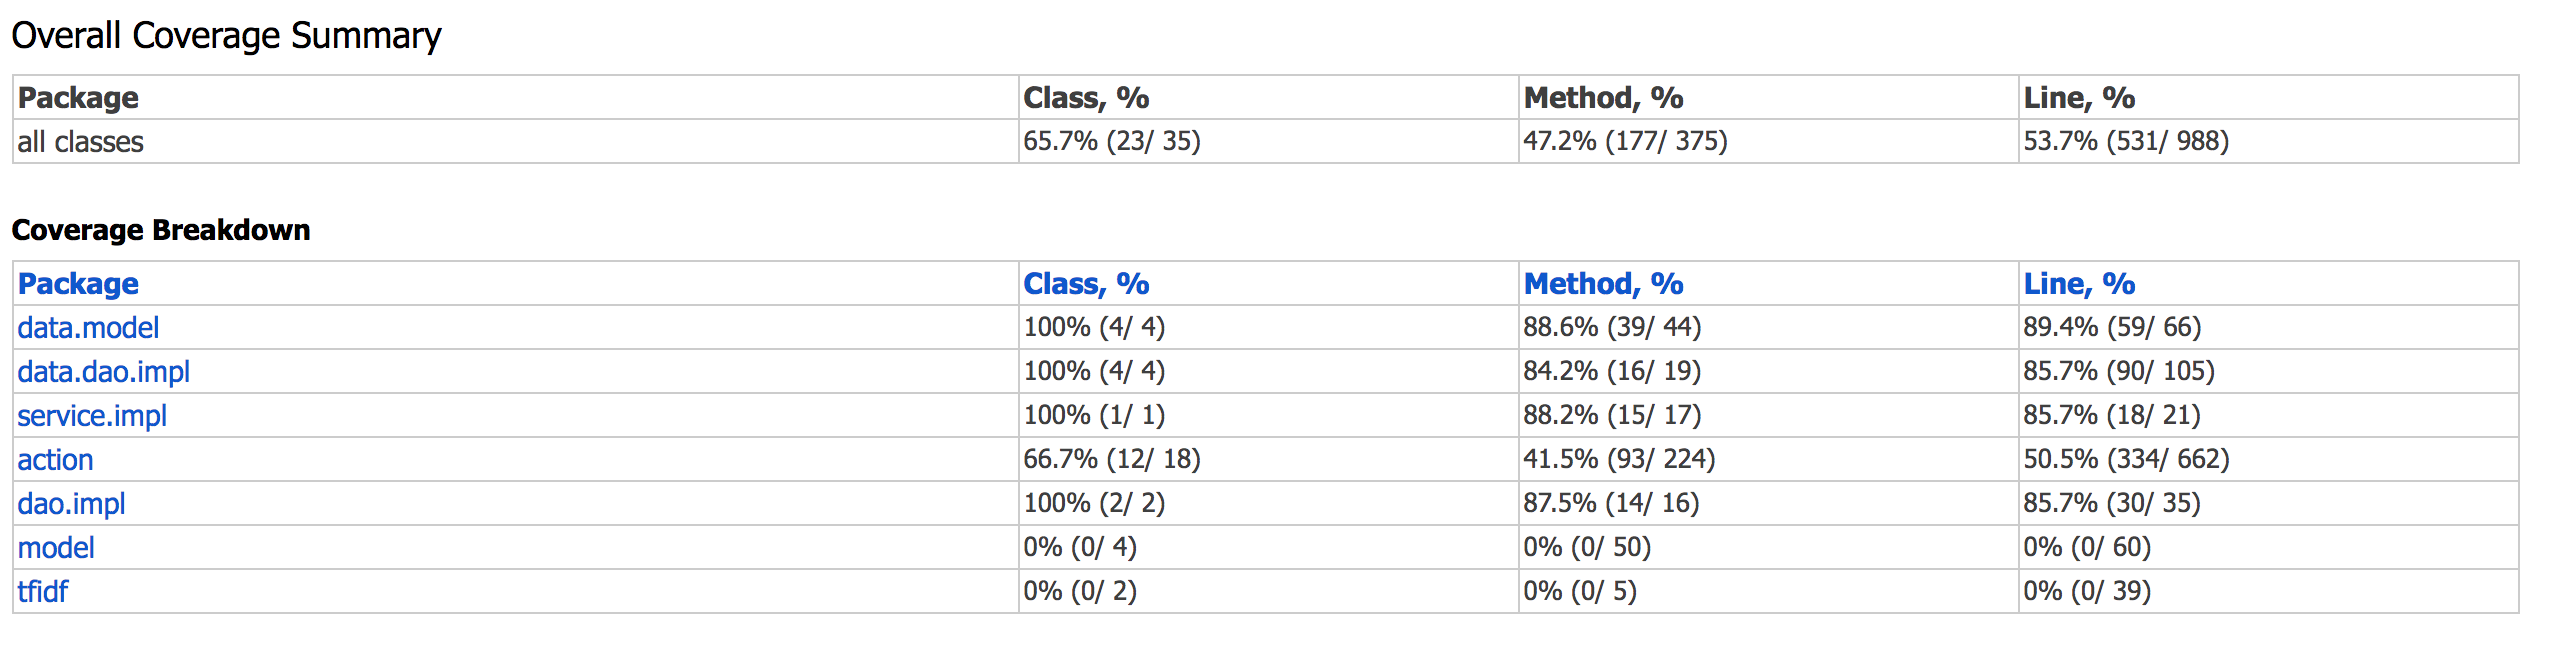 Overall Coverage Summary
Package Class, % Method, % Line, %
all classes 65.7% (23/ 35) 47.2% (177/ 375) 53.7% (531/ 988)
Coverage Breakdown
Package Class, % Method, % Line, %
data.model 100% (4/ 4) 88.6% (39/ 44) 89.4% (59/ 66)
data.dao.impl 100% (4/ 4) 84.2% (16/ 19) 85.7% (90/ 105)
service.impl 100% (1/ 1) 88.2% (15/ 17) 85.7% (18/ 21)
action 66.7% (12/ 18) 41.5% (93/ 224) 50.5% (334/ 662)
dao.impl 100% (2/ 2) 87.5% (14/ 16) 85.7% (30/ 35)
model 0% (0/ 4) 0% (0/ 50) 0% (0/ 60)
tfidf 0% (0/ 2) 0% (0/ 5) 0% (0/ 39)